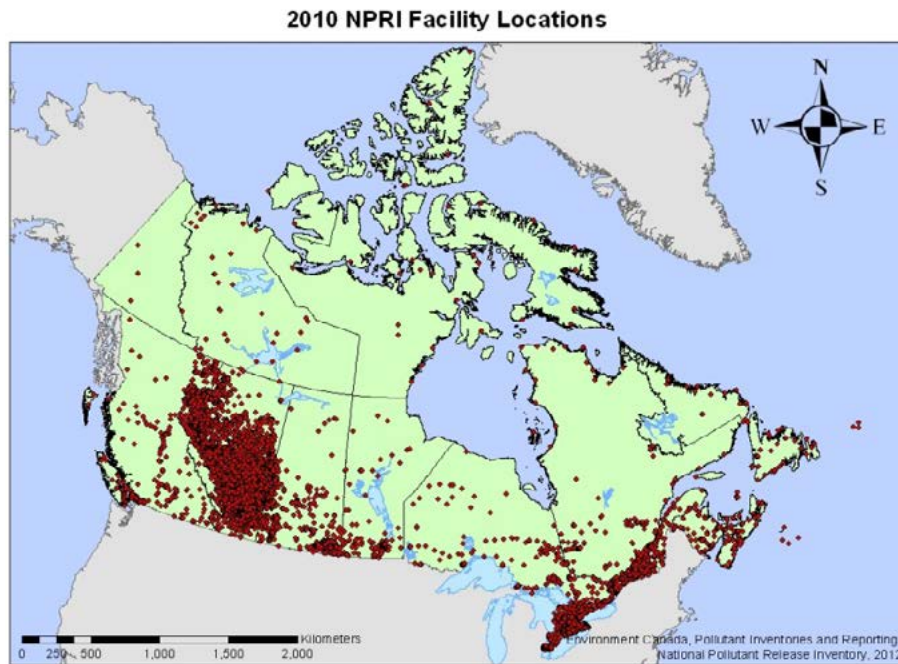 2010 NPRI Facility Locations
N
W E
S
Kilometers
0 250 500 1,000 1,500 2,000
Environment Canada, Pollutant Inventories and Reporting
National Pollutant Release Inventory, 2012